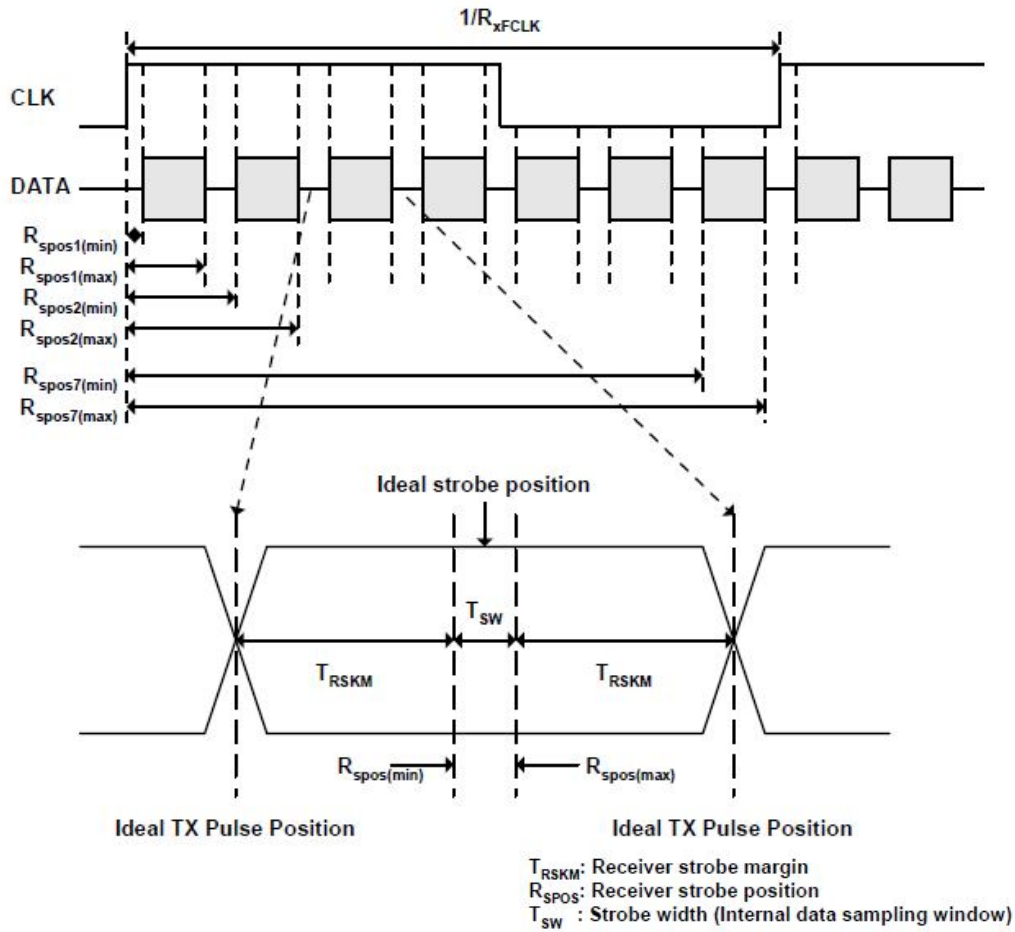 1/RxFCLK
CLK
DATA
Rspos1(min)
Rspos1(max)
Rspos2(min)
Rspos2(max)
Rspos7(min)
Rspos7(max)
Ideal strobe position
TSW
TRSKM
TRSKM
Rspos(min)
Rspos(max)
Ideal TX Pulse Position
Ideal TX Pulse Position
TRSKM: Receiver strobe margin
RSPOS: Receiver strobe position
TSW : Strobe width (Internal data sampling window)